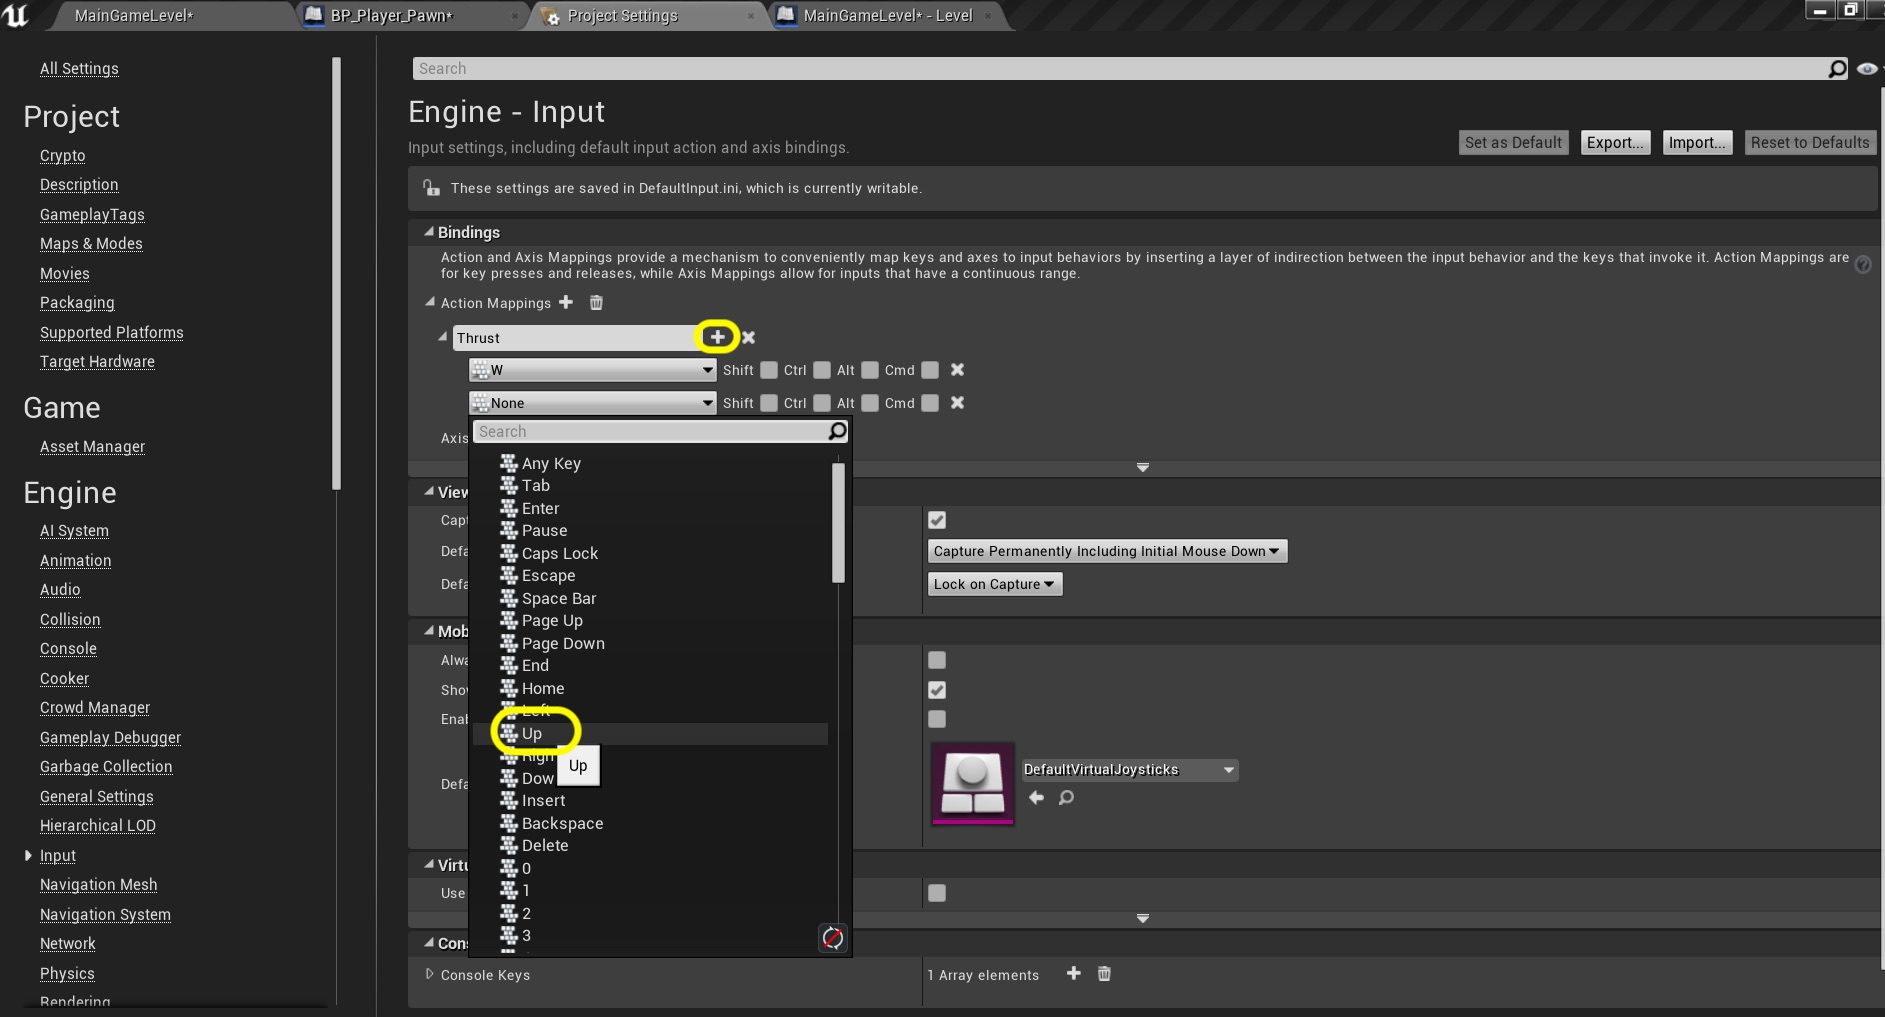 MainGameLevel*
BP_Player_Pawn*
Project Settings
MainGameLevel* - Level
All Settings
Project
Crypto
Description
GameplayTags
Maps & Modes
Movies
Packaging
Supported Platforms
Target Hardware
Game
Asset Manager
Engine
AI System
Animation
Audio
Collision
Console
Cooker
Crowd Manager
Gameplay Debugger
Garbage Collection
General Settings
Hierarchical LOD
Input
Navigation Mesh
Navigation System
Network
Physics
Rendering
Search
Engine - Input
Input settings, including default input action and axis bindings.
Set as Default
Export...
Import...
Reset to Defaults
These settings are saved in DefaultInput.ini, which is currently writable.
Bindings
Action and Axis Mappings provide a mechanism to conveniently map keys and axes to input behaviors by inserting a layer of indirection between the input behavior and the keys that invoke it. Action Mappings are
for key presses and releases, while Axis Mappings allow for inputs that have a continuous range.
Action Mappings
Thrust
W Shift Ctrl Alt Cmd
None Shift Ctrl Alt Cmd
Axis
Search
Any Key
Tab
Enter
Pause
Caps Lock
Escape
Space Bar
Page Up
Page Down
End
Home
Left
Up
Righ
Dow
Up
Insert
Backspace
Delete
0
1
2
3
View
Capt
Defa
Capture Permanently Including Initial Mouse Down
Defa
Lock on Capture
Mob
Alwa
Show
Enab
Defa
DefaultVirtualJoysticks
Virtu
Use
Cons
Console Keys
1 Array elements